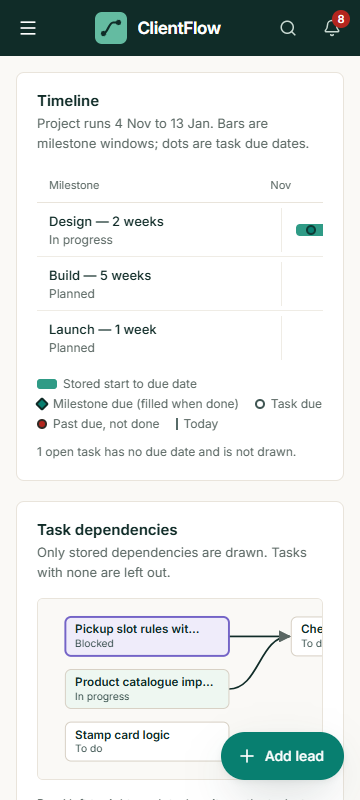 ClientFlow
8
Timeline
Project runs 4 Nov to 13 Jan. Bars are
milestone windows; dots are task due dates.
Milestone
Nov
Design — 2 weeks
In progress
Build — 5 weeks
Planned
Launch — 1 week
Planned
Stored start to due date
Milestone due (filled when done)
Task due
Past due, not done
Today
1 open task has no due date and is not drawn.
Task dependencies
Only stored dependencies are drawn. Tasks
with none are left out.
Pickup slot rules wit…
Blocked
Che
To d
Product catalogue imp…
In progress
Stamp card logic
To do
Add lead